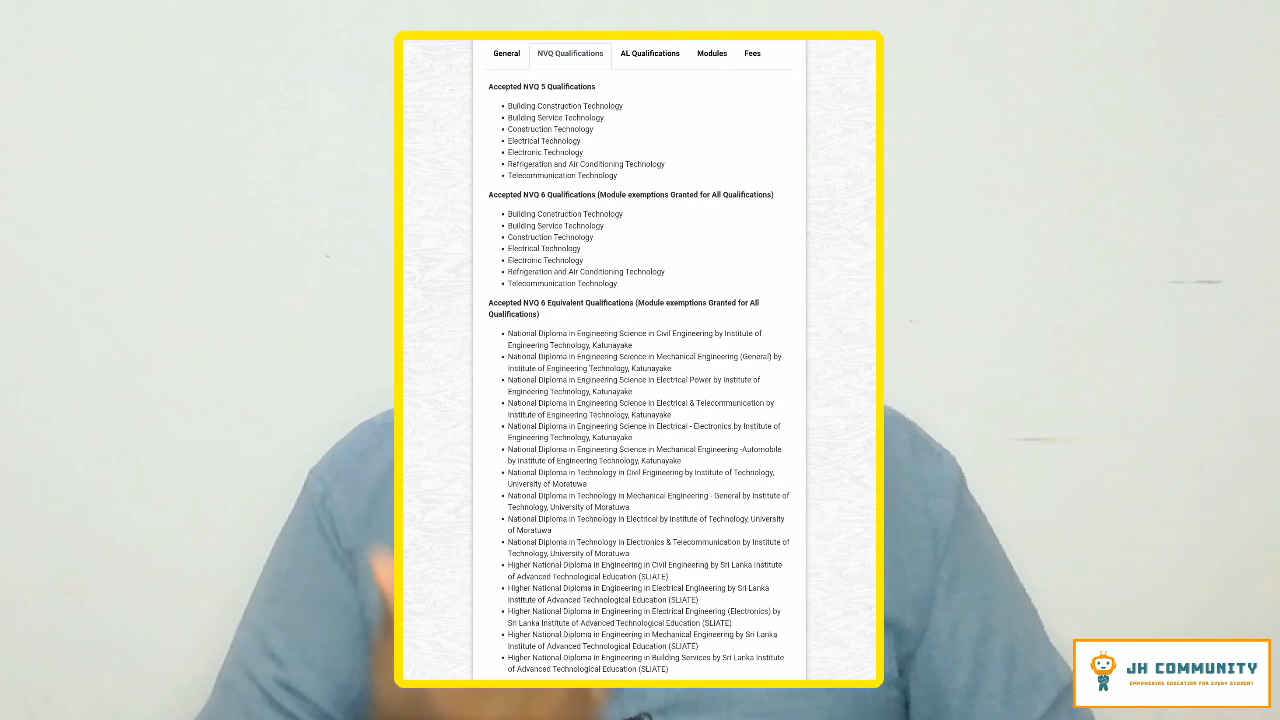 General NVQ Qualifications AL Qualifications Modules Fees
Accepted NVQ 5 Qualifications
Building Construction Technology
Building Service Technology
Construction Technology
Electrical Technology
Electronic Technology
Refrigeration and Air Conditioning Technology
Telecommunication Technology
Accepted NVQ 6 Qualifications (Module exemptions Granted for All Qualifications)
Building Construction Technology
Building Service Technology
Construction Technology
Electrical Technology
Electronic Technology
Refrigeration and Air Conditioning Technology
Telecommunication Technology
Accepted NVQ 6 Equivalent Qualifications (Module exemptions Granted for All
Qualifications)
National Diploma in Engineering Science in Civil Engineering by Institute of
Engineering Technology, Katunayake
National Diploma in Engineering Science in Mechanical Engineering (General) by
Institute of Engineering Technology, Katunayake
National Diploma in Engineering Science in Electrical Power by Institute of
Engineering Technology, Katunayake
National Diploma in Engineering Science in Electrical & Telecommunication by
Institute of Engineering Technology, Katunayake
National Diploma in Engineering Science in Electrical - Electronics by Institute of
Engineering Technology, Katunayake
National Diploma in Engineering Science in Mechanical Engineering -Automobile
by Institute of Engineering Technology, Katunayake
National Diploma in Technology in Civil Engineering by Institute of Technology,
University of Moratuwa
National Diploma in Technology in Mechanical Engineering - General by Institute of
Technology, University of Moratuwa
National Diploma in Technology in Electrical by Institute of Technology, University
of Moratuwa
National Diploma in Technology in Electronics & Telecommunication by Institute of
Technology, University of Moratuwa
Higher National Diploma in Engineering in Civil Engineering by Sri Lanka Institute
of Advanced Technological Education (SLIATE)
Higher National Diploma in Engineering in Electrical Engineering by Sri Lanka
Institute of Advanced Technological Education (SLIATE)
Higher National Diploma in Engineering in Electrical Engineering (Electronics) by
Sri Lanka Institute of Advanced Technological Education (SLIATE)
Higher National Diploma in Engineering in Mechanical Engineering by Sri Lanka
Institute of Advanced Technological Education (SLIATE)
Higher National Diploma in Engineering in Building Services by Sri Lanka Institute
of Advanced Technological Education (SLIATE)
JH COMMUNITY
EMPOWERING EDUCATION FOR EVERY STUDENT